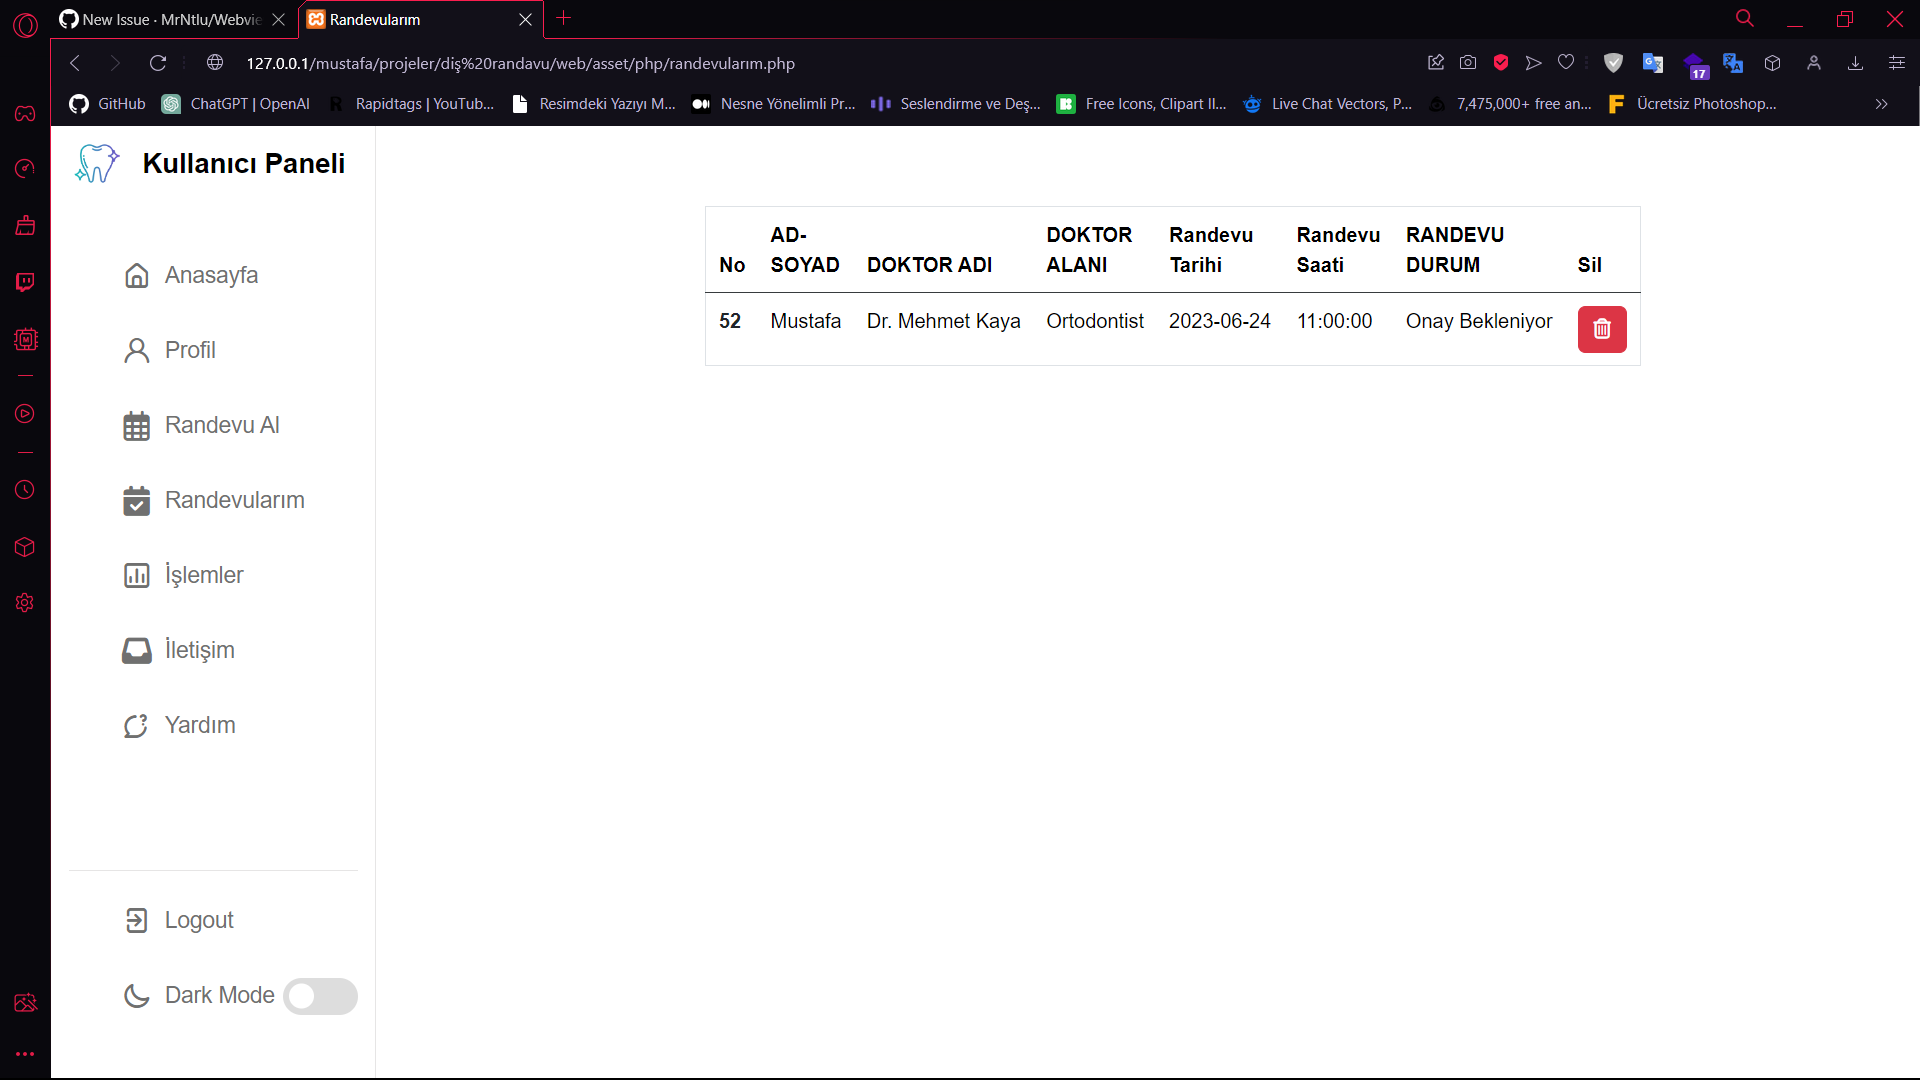 New Issue · MrNtlu/Webvie
Randevularım
127.0.0.1/mustafa/projeler/diş%20randavu/web/asset/php/randevularım.php
17
GitHub
ChatGPT | OpenAI
Rapidtags | YouTub...
Resimdeki Yazıyı M...
Nesne Yönelimli Pr...
Seslendirme ve Deş...
Free Icons, Clipart Il...
Live Chat Vectors, P...
7,475,000+ free an...
Ücretsiz Photoshop...
Kullanıcı Paneli
Anasayfa
Profil
Randevu Al
Randevularım
İşlemler
İletişim
Yardım
Logout
Dark Mode
No AD-SOYAD DOKTOR ADI DOKTOR ALANI Randevu Tarihi Randevu Saati RANDEVU DURUM Sil
52 Mustafa Dr. Mehmet Kaya Ortodontist 2023-06-24 11:00:00 Onay Bekleniyor